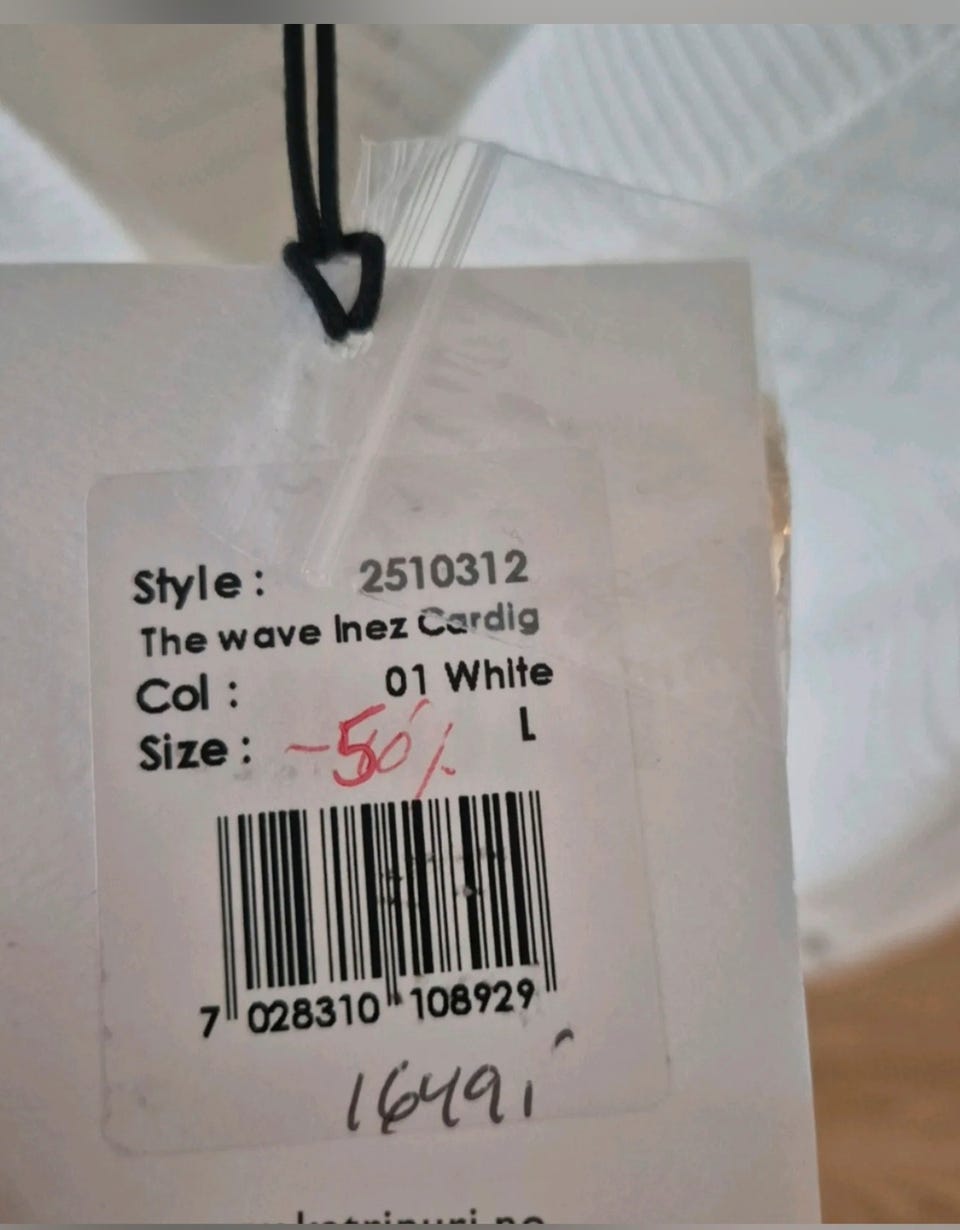 Style : 2510312
The wave Inez Cardig
Col : 01 White
Size : L
-50%
7 028310 108929
1649,-